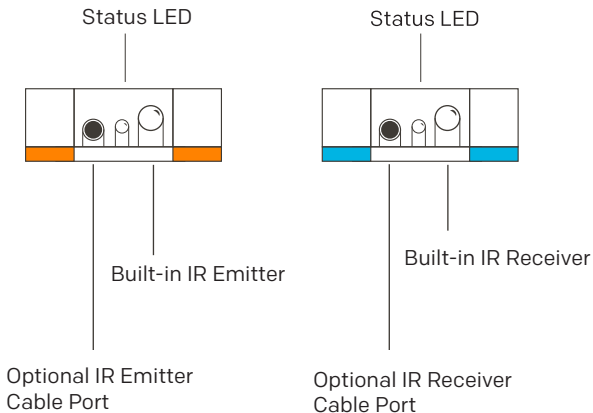 Status LED
Status LED
Built-in IR Emitter
Built-in IR Receiver
Optional IR Emitter
Cable Port
Optional IR Receiver
Cable Port